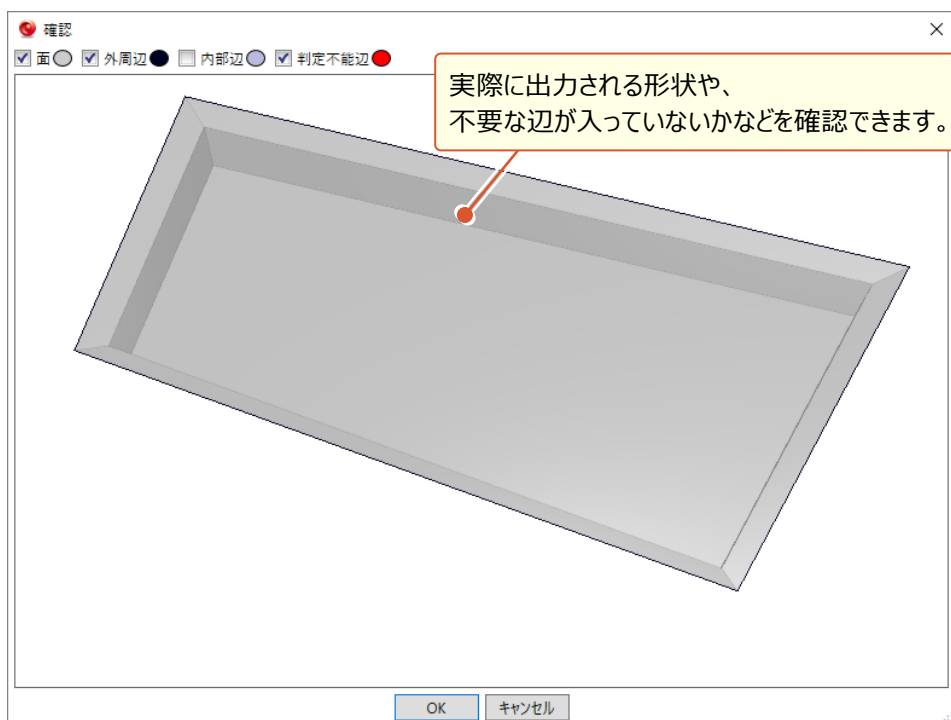 確認
面 外周辺 内部辺 判定不能辺
実際に出力される形状や、
不要な辺が入っていないかなどを確認できます。
OK キャンセル